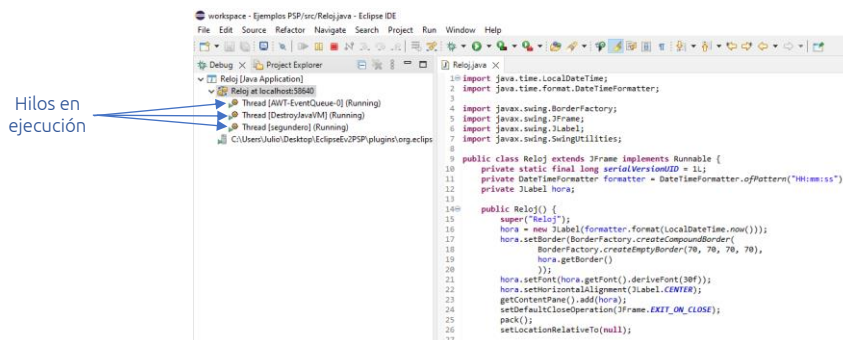 workspace - Ejemplos PSP/src/Reloj.java - Eclipse IDE
File Edit Source Refactor Navigate Search Project Run Window Help
Debug Project Explorer
Reloj [Java Application]
Reloj at localhost:58640
Thread [AWT-EventQueue-0] (Running)
Thread [DestroyJavaVM] (Running)
Thread [segundero] (Running)
C:\Users\Julio\Desktop\EclipseEv2PSP\plugins\org.eclips
Hilos en
ejecución
Reloj.java
1 import java.time.LocalDateTime;
2 import java.time.format.DateTimeFormatter;
3
4 import javax.swing.BorderFactory;
5 import javax.swing.JFrame;
6 import javax.swing.JLabel;
7 import javax.swing.SwingUtilities;
8
9 public class Reloj extends JFrame implements Runnable {
10 private static final long serialVersionUID = 1L;
11 private DateTimeFormatter formatter = DateTimeFormatter.ofPattern("HH:mm:ss")
12 private JLabel hora;
13
14 public Reloj() {
15 super("Reloj");
16 hora = new JLabel(formatter.format(LocalDateTime.now()));
17 hora.setBorder(BorderFactory.createCompoundBorder(
18 BorderFactory.createEmptyBorder(70, 70, 70, 70),
19 hora.getBorder()
20 ));
21 hora.setFont(hora.getFont().deriveFont(30f));
22 hora.setHorizontalAlignment(JLabel.CENTER);
23 getContentPane().add(hora);
24 setDefaultCloseOperation(JFrame.EXIT_ON_CLOSE);
25 pack();
26 setLocationRelativeTo(null);
27